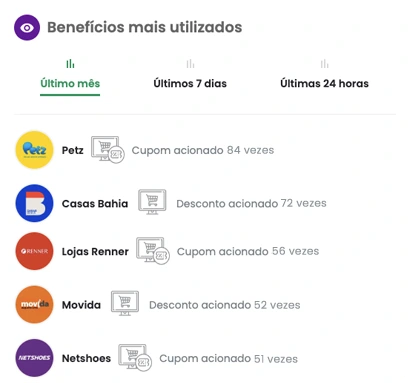 Benefícios mais utilizados
Último mês Últimos 7 dias Últimas 24 horas
Petz Petz Cupom acionado 84 vezes
B Casas Bahia Desconto acionado 72 vezes
RENNER Lojas Renner Cupom acionado 56 vezes
movida Movida Desconto acionado 52 vezes
NETSHOES Netshoes Cupom acionado 51 vezes